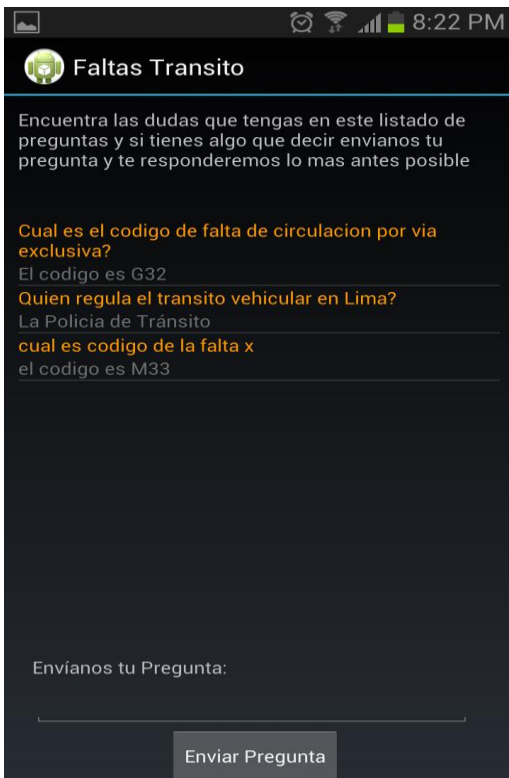 8:22 PM
Faltas Transito
Encuentra las dudas que tengas en este listado de
preguntas y si tienes algo que decir envianos tu
pregunta y te responderemos lo mas antes posible
Cual es el codigo de falta de circulacion por via
exclusiva?
El codigo es G32
Quien regula el transito vehicular en Lima?
La Policia de Tránsito
cual es codigo de la falta x
el codigo es M33
Envíanos tu Pregunta:
Enviar Pregunta